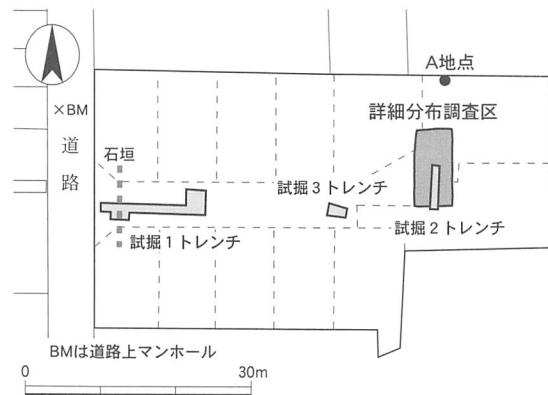 A地点
×BM
詳細分布調査区
道路
石垣
試掘3トレンチ
試掘2トレンチ
試掘1トレンチ
BMは道路上マンホール
0
30m